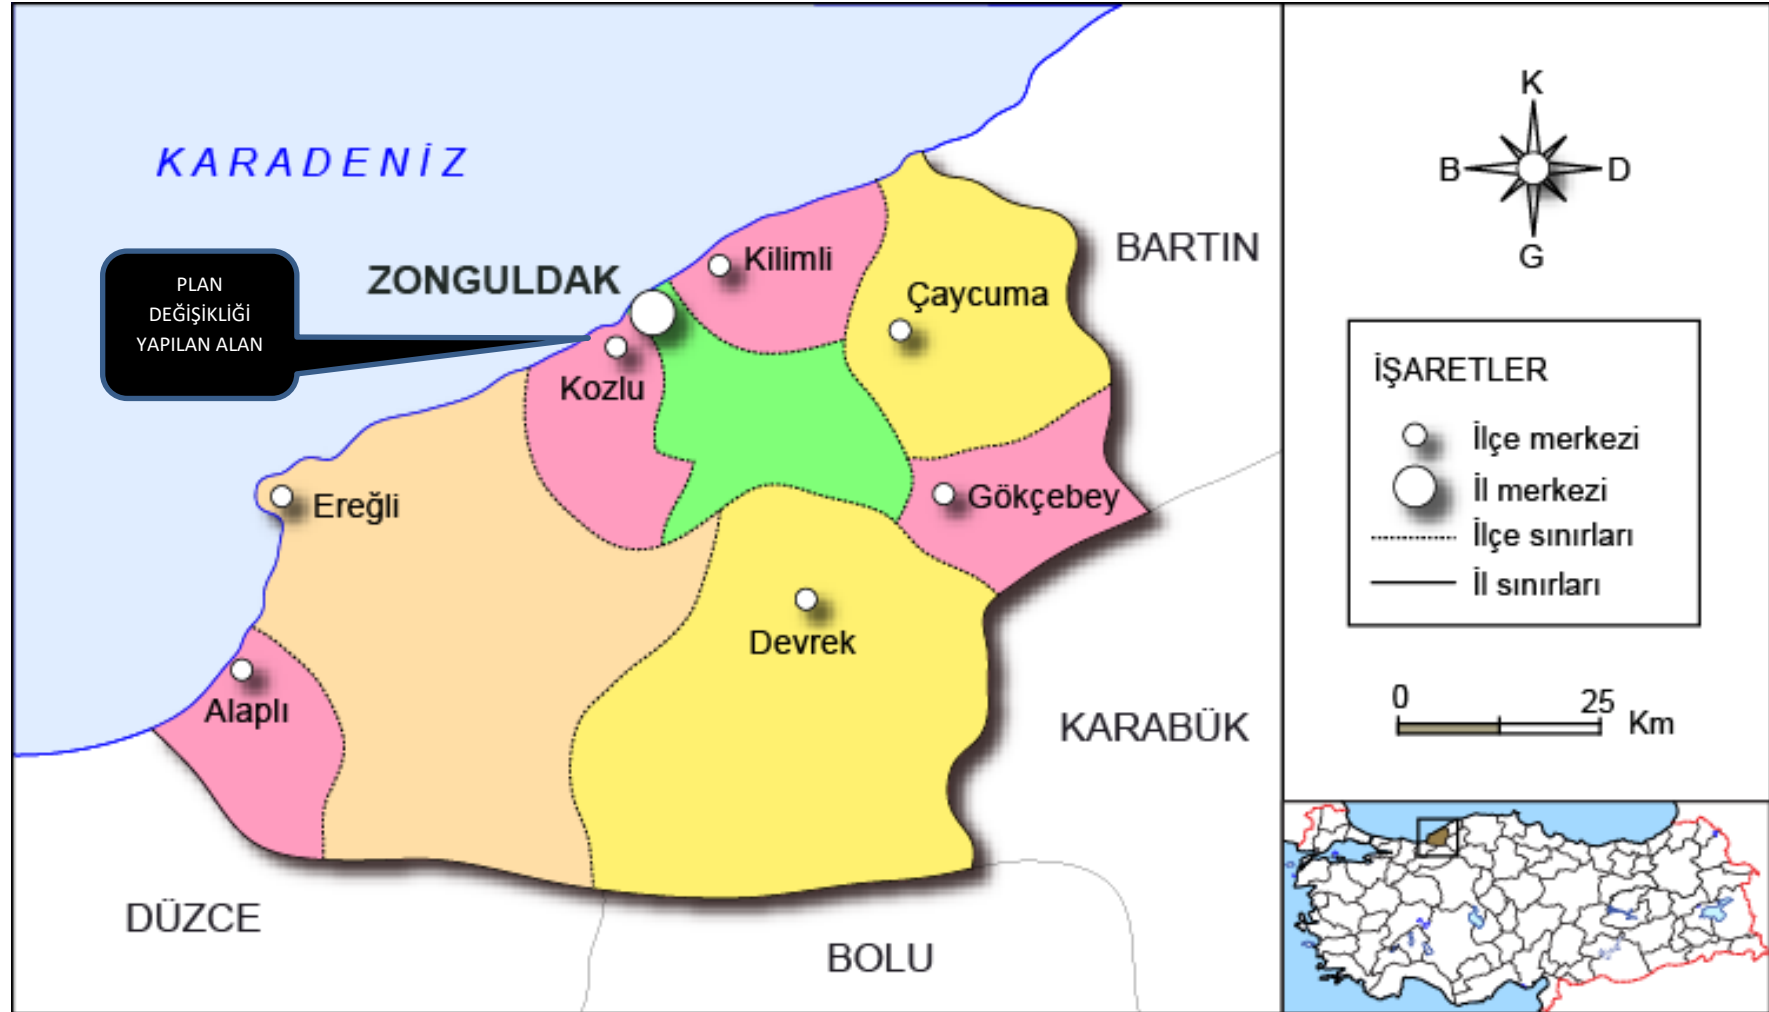 KARADENİZ
PLAN
DEĞİŞİKLİĞİ
YAPILAN ALAN
ZONGULDAK
Kilimli
Çaycuma
Kozlu
Ereğli
Gökçebey
Devrek
Alaplı
BARTIN
KARABÜK
DÜZCE
BOLU
K
B
D
G
İŞARETLER
İlçe merkezi
İl merkezi
İlçe sınırları
İl sınırları
0 25
Km